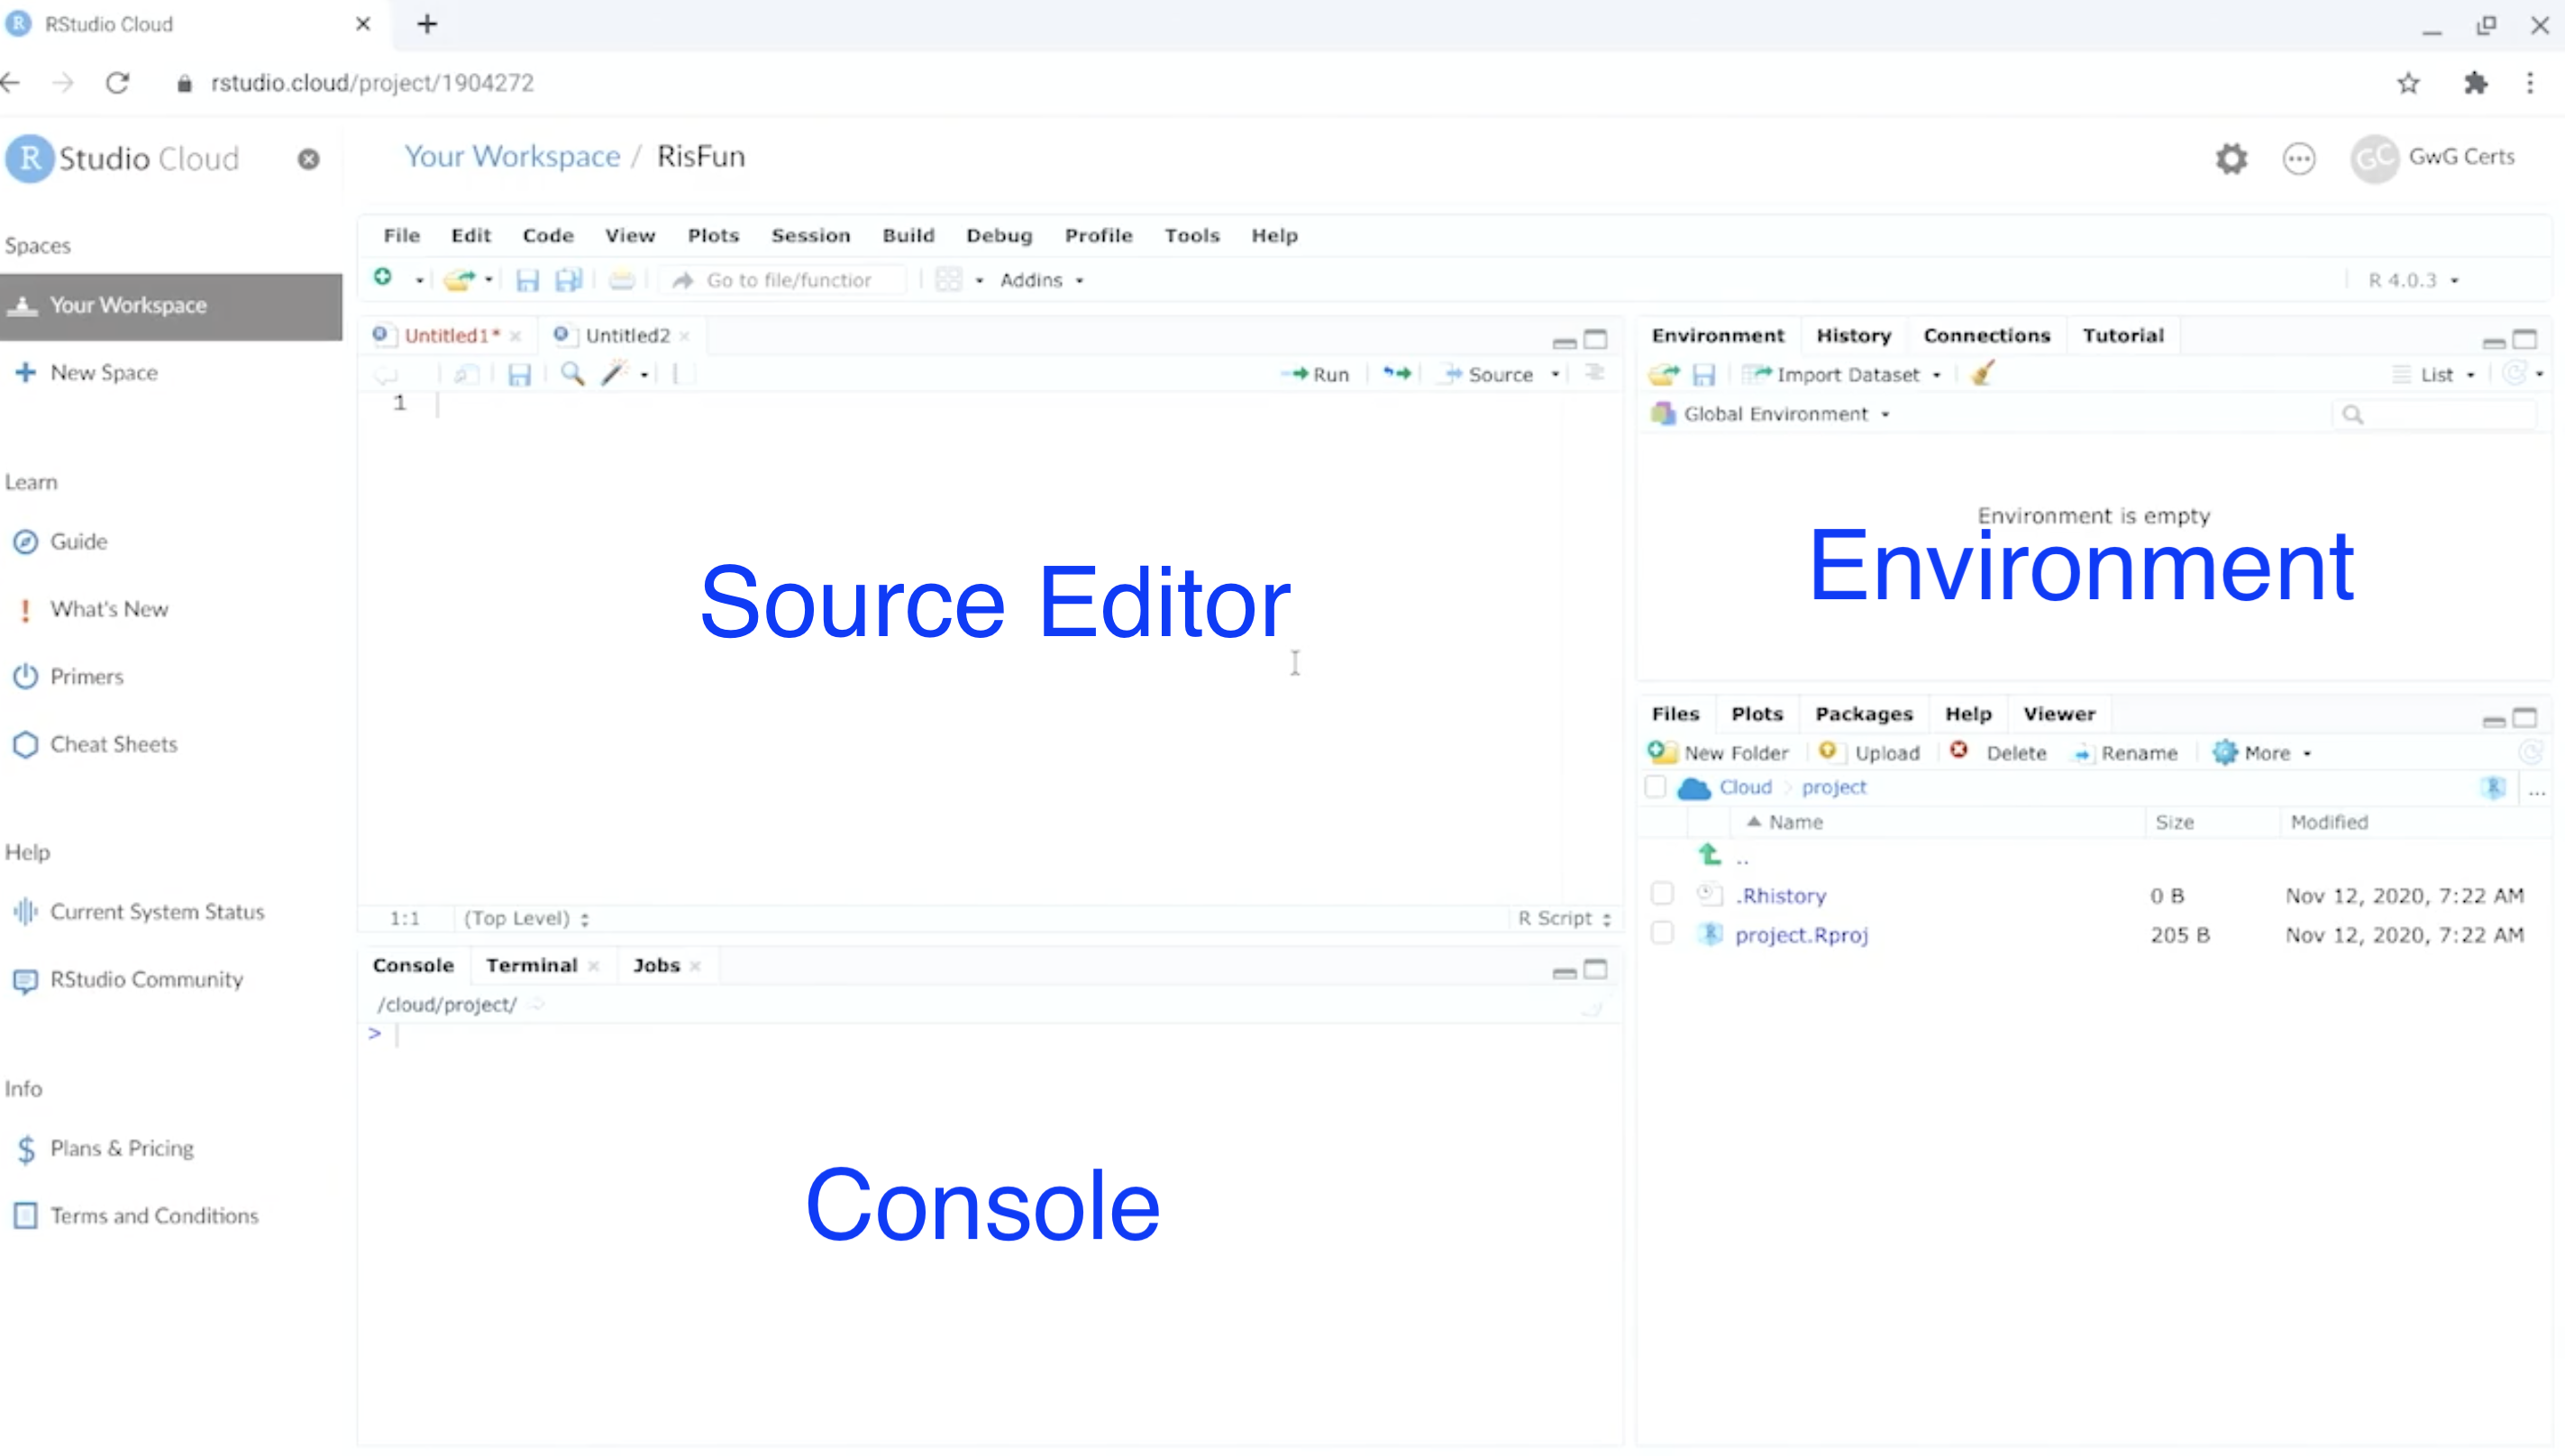 RStudio Cloud
rstudio.cloud/project/1904272
R Studio Cloud
Your Workspace / RisFun
GC GwG Certs
Spaces
Your Workspace
New Space
Learn
Guide
What's New
Primers
Cheat Sheets
Help
Current System Status
RStudio Community
Info
Plans & Pricing
Terms and Conditions
File Edit Code View Plots Session Build Debug Profile Tools Help
Go to file/function Addins R 4.0.3
Untitled1* Untitled2
Run Source
1
Source Editor
1:1 (Top Level) R Script
Console Terminal Jobs
/cloud/project/
>
Console
Environment History Connections Tutorial
Import Dataset List
Global Environment
Environment is empty
Environment
Files Plots Packages Help Viewer
New Folder Upload Delete Rename More
Cloud > project ...
Name Size Modified
..
.Rhistory 0 B Nov 12, 2020, 7:22 AM
project.Rproj 205 B Nov 12, 2020, 7:22 AM